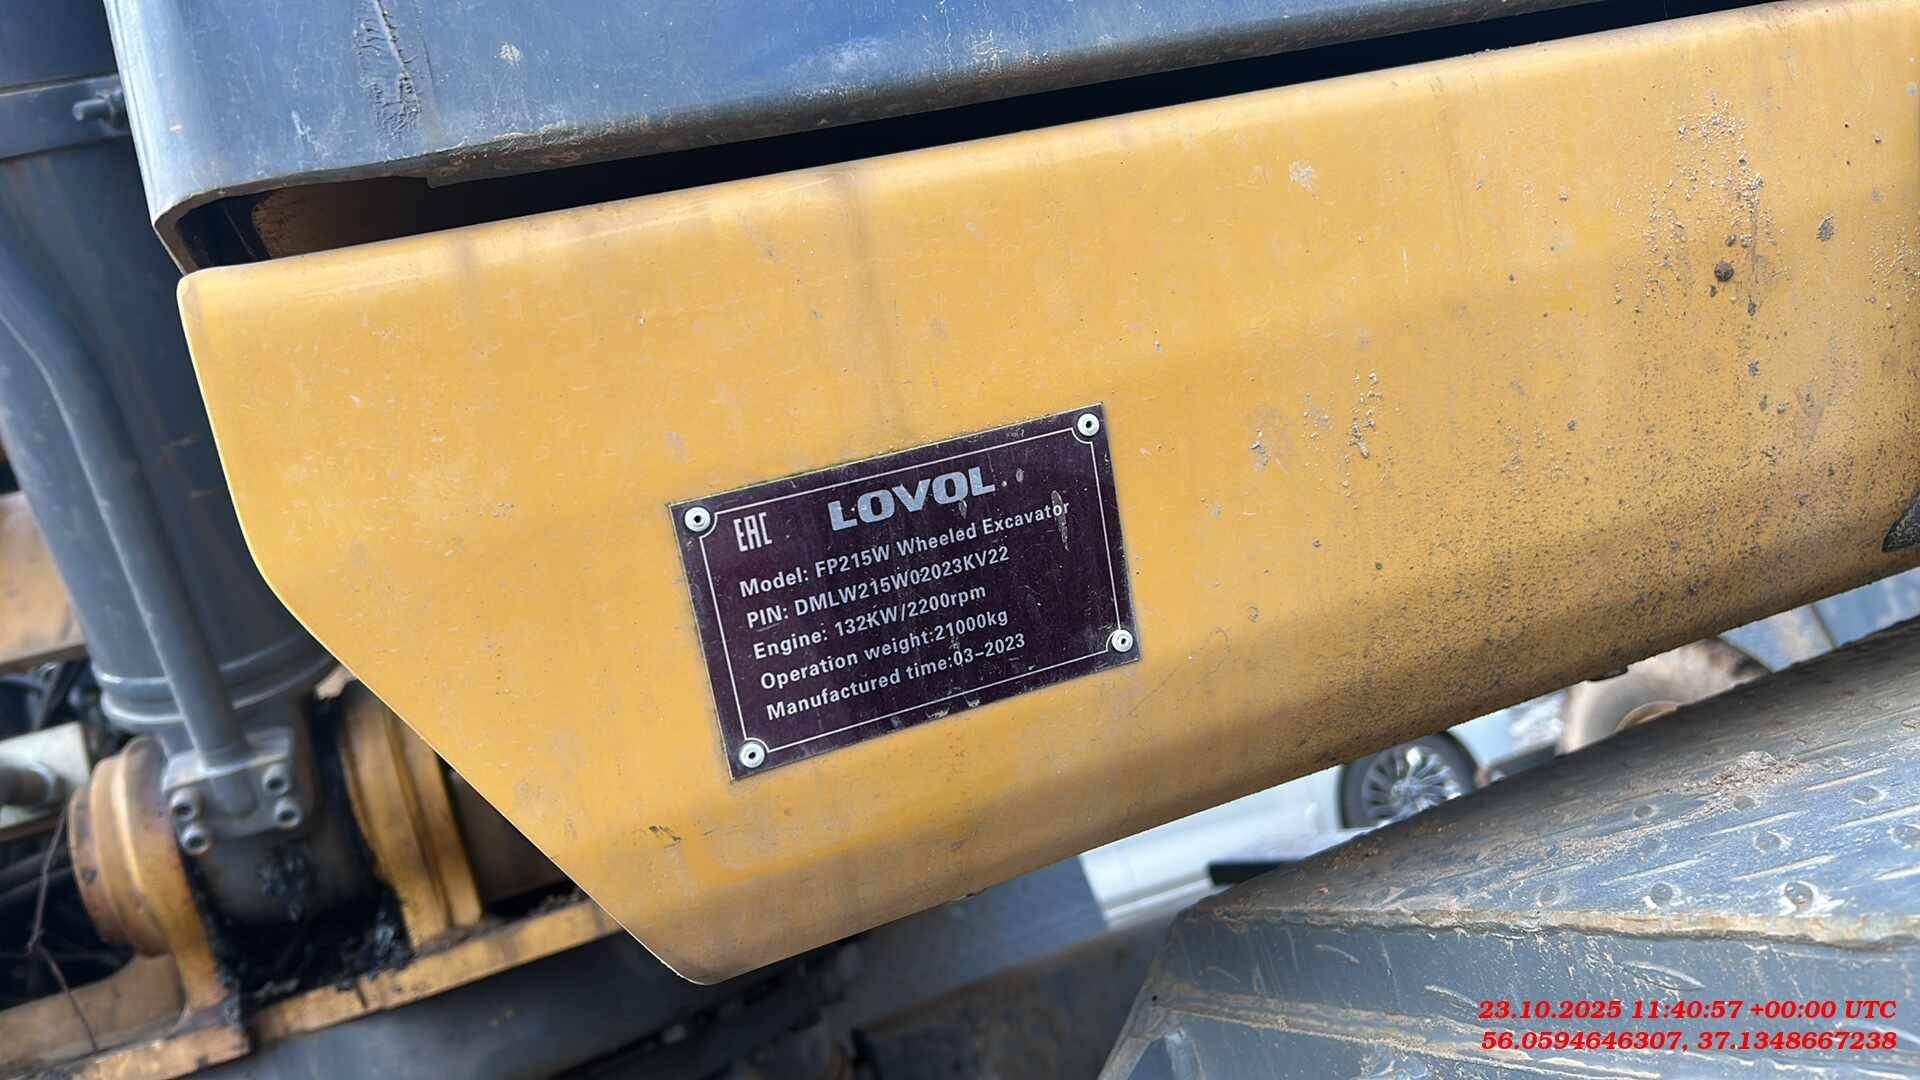 EAC
LOVOL
Model: FP215W Wheeled Excavator
PIN: DMLW215W02023KV22
Engine: 132KW/2200rpm
Operation weight:21000kg
Manufactured time:03-2023
23.10.2025 11:40:57 +00:00 UTC
56.0594646307, 37.1348667238